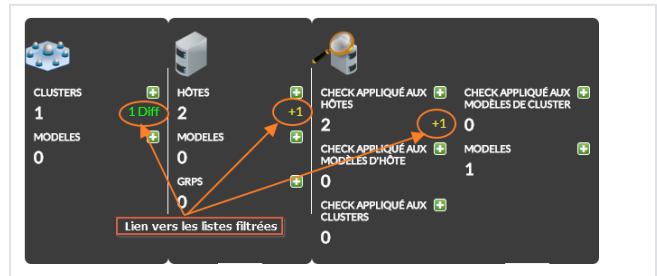 CLUSTERS
1 1 Diff
MODELES
0
HÔTES
2 +1
MODELES
0
GRPS
0
CHECK APPLIQUÉ AUX
HÔTES
2 +1
CHECK APPLIQUÉ AUX
MODÈLES D'HÔTE
0
CHECK APPLIQUÉ AUX
CLUSTERS
0
CHECK APPLIQUÉ AUX
MODÈLES DE CLUSTER
0
MODELES
1
Lien vers les listes filtrées